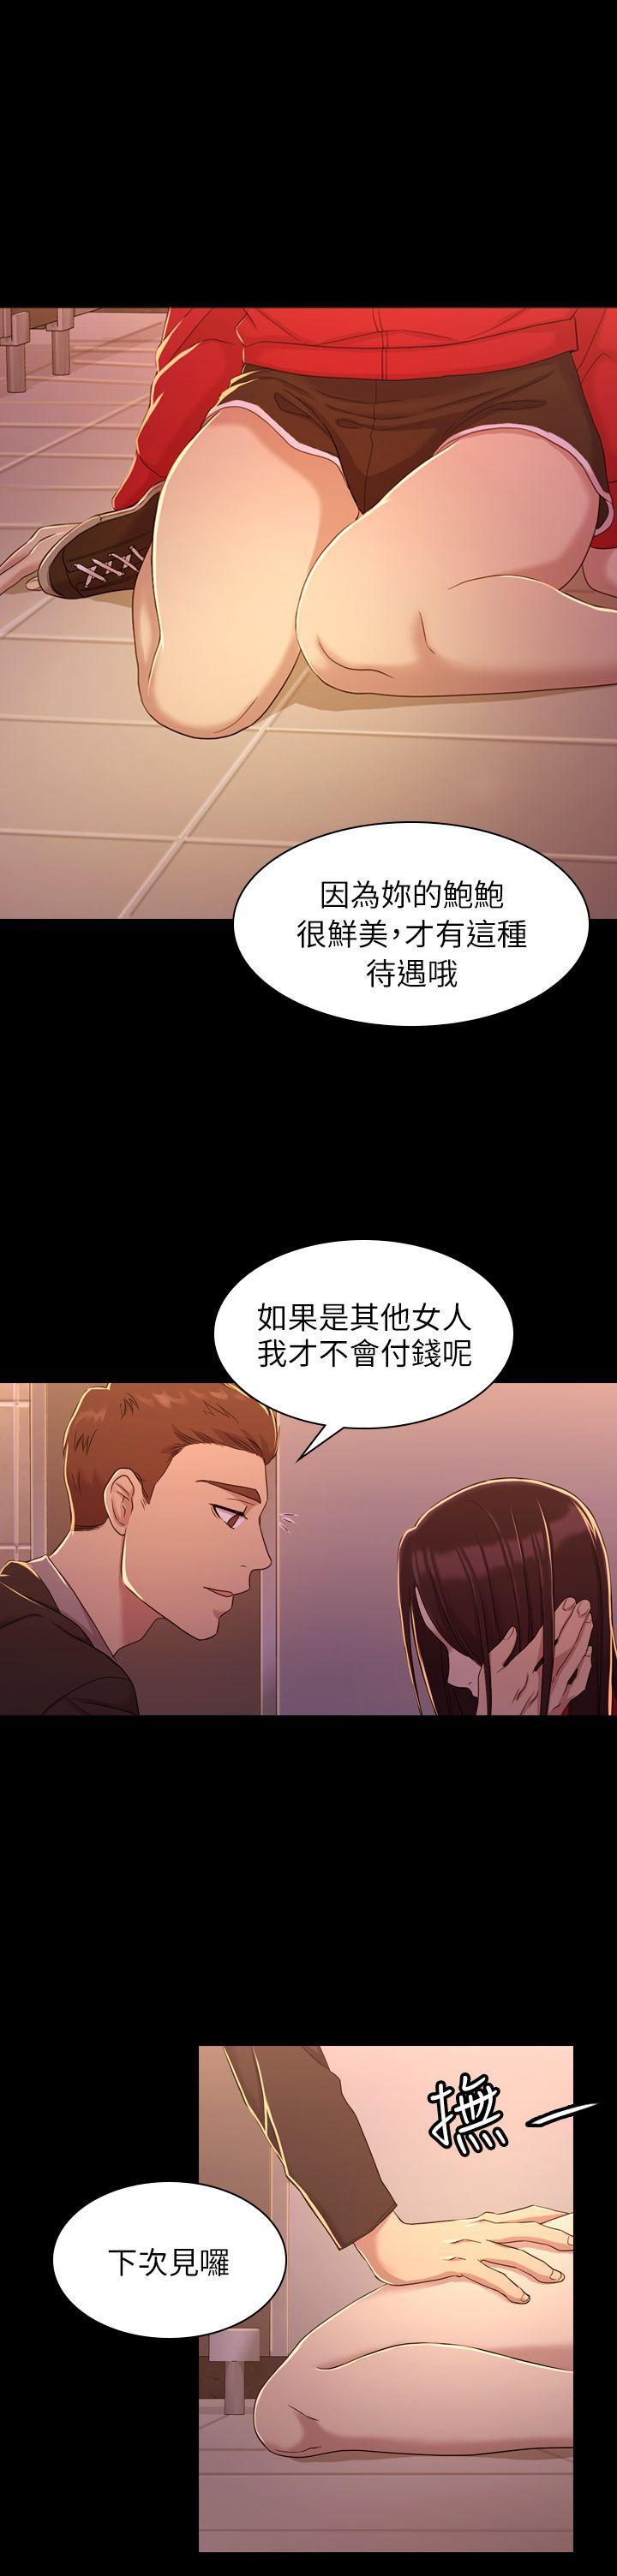 因為妳的鮑鮑
很鮮美，才有這種
待遇哦
如果是其他女人
我才不會付錢呢
撫
下次見囉